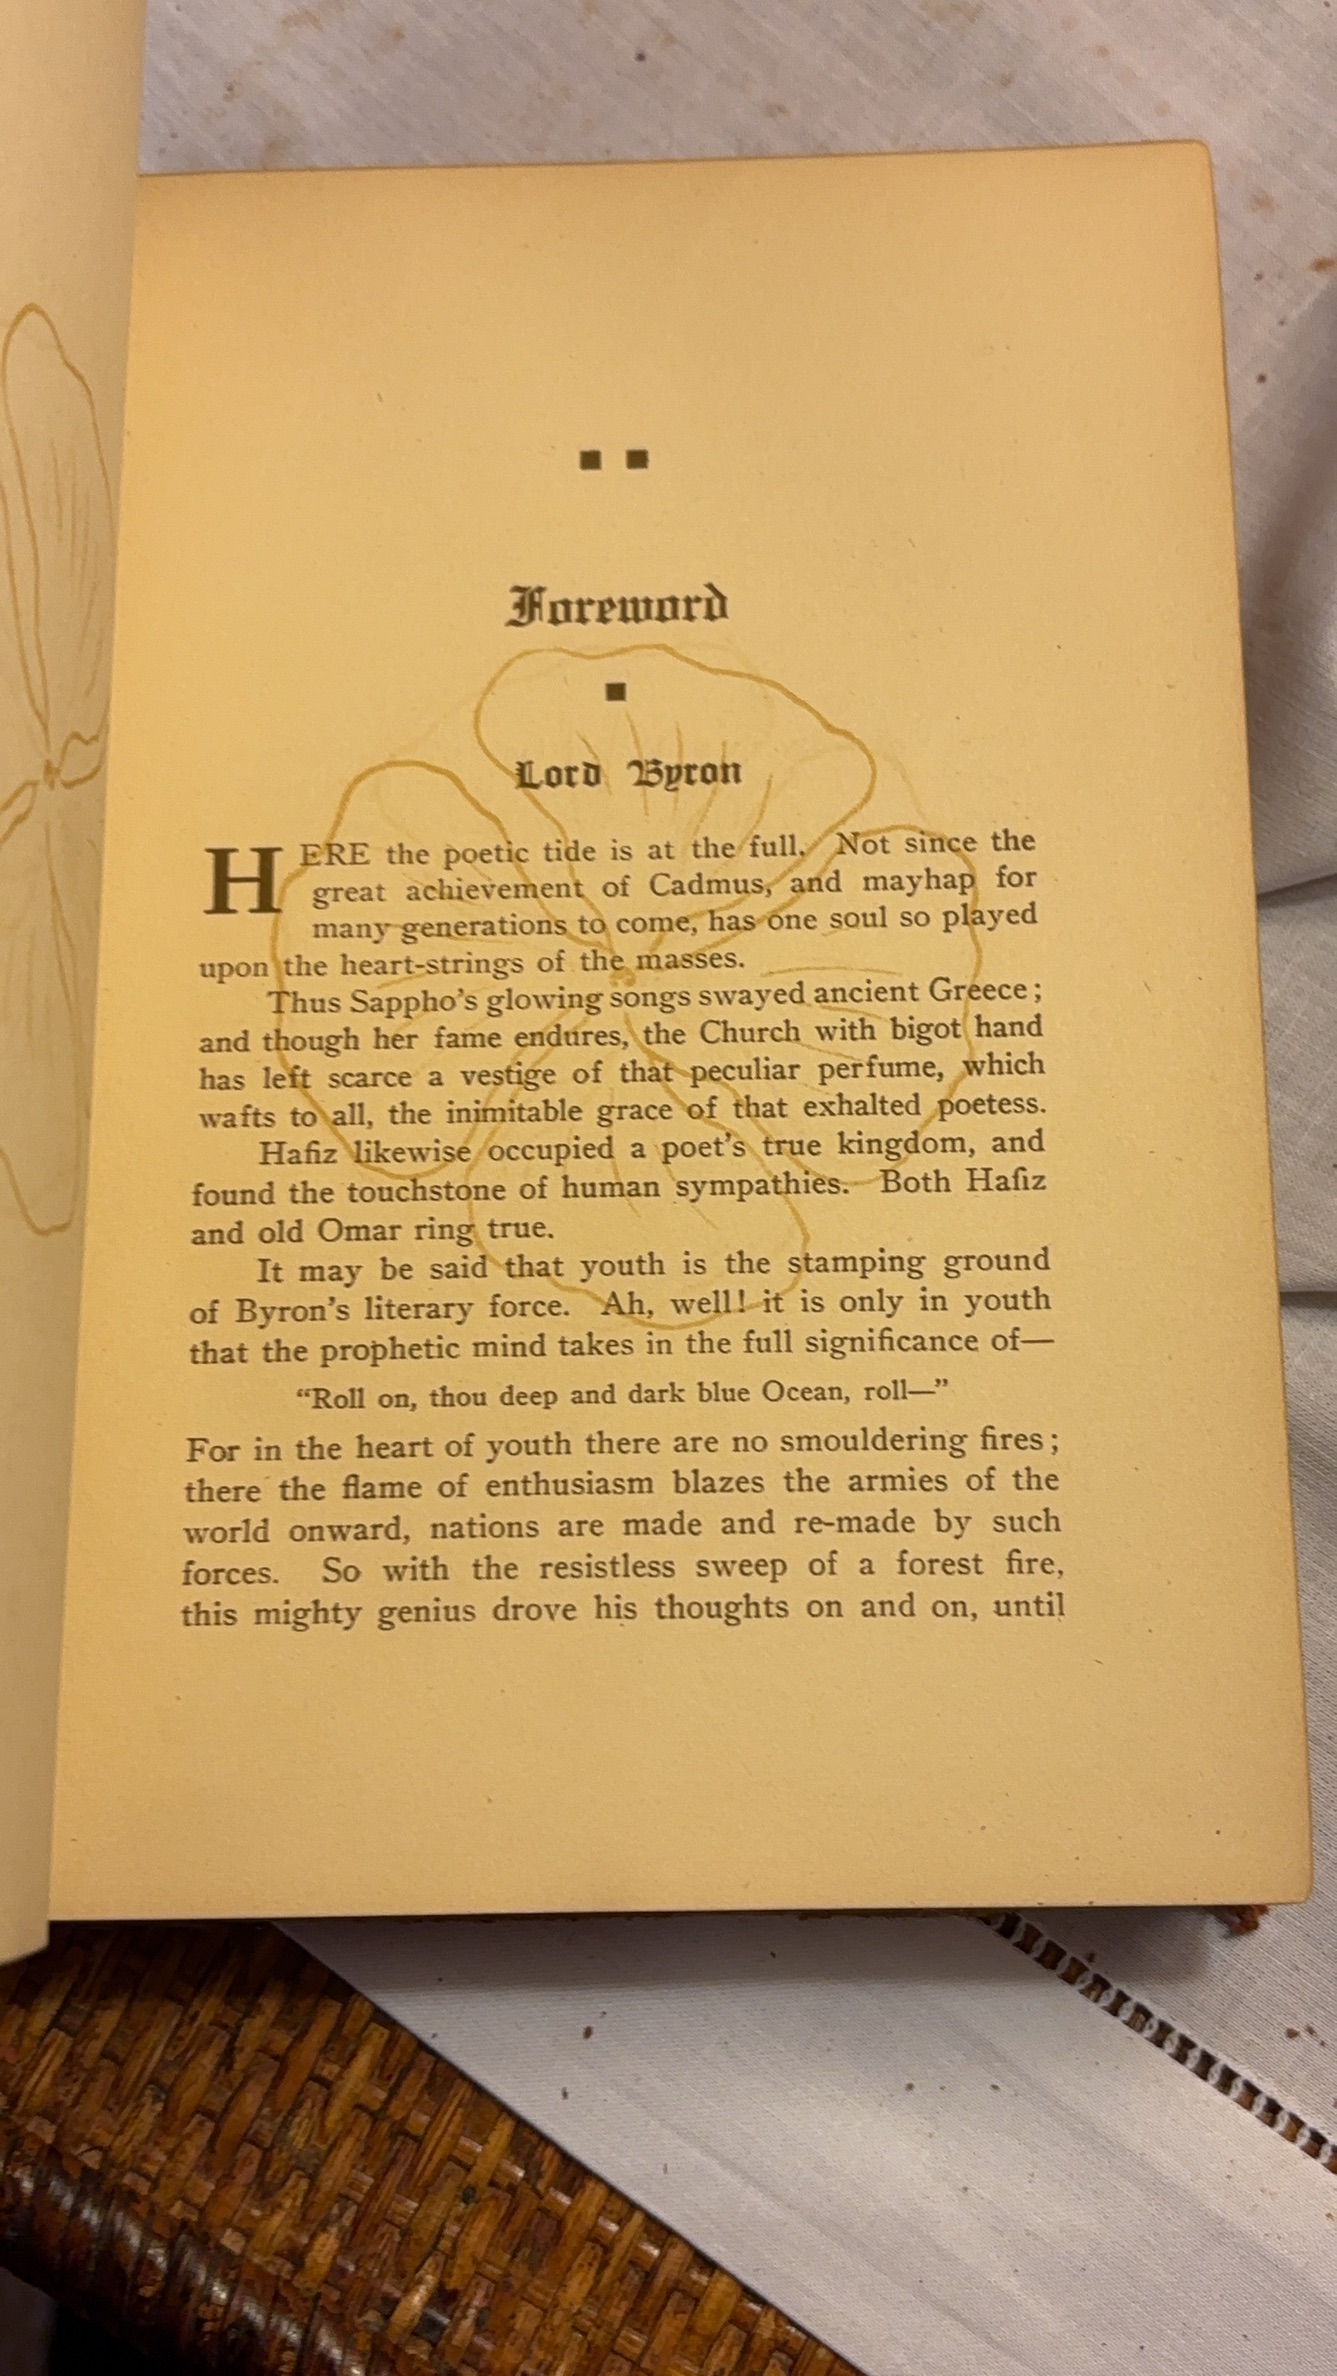 Foreword
Lord Byron
HERE the poetic tide is at the full. Not since the
great achievement of Cadmus, and mayhap for
many generations to come, has one soul so played
upon the heart-strings of the masses.
Thus Sappho's glowing songs swayed ancient Greece;
and though her fame endures, the Church with bigot hand
has left scarce a vestige of that peculiar perfume, which
wafts to all, the inimitable grace of that exhalted poetess.
Hafiz likewise occupied a poet's true kingdom, and
found the touchstone of human sympathies. Both Hafiz
and old Omar ring true.
It may be said that youth is the stamping ground
of Byron's literary force. Ah, well! it is only in youth
that the prophetic mind takes in the full significance of—
“Roll on, thou deep and dark blue Ocean, roll—”
For in the heart of youth there are no smouldering fires;
there the flame of enthusiasm blazes the armies of the
world onward, nations are made and re-made by such
forces. So with the resistless sweep of a forest fire,
this mighty genius drove his thoughts on and on, until